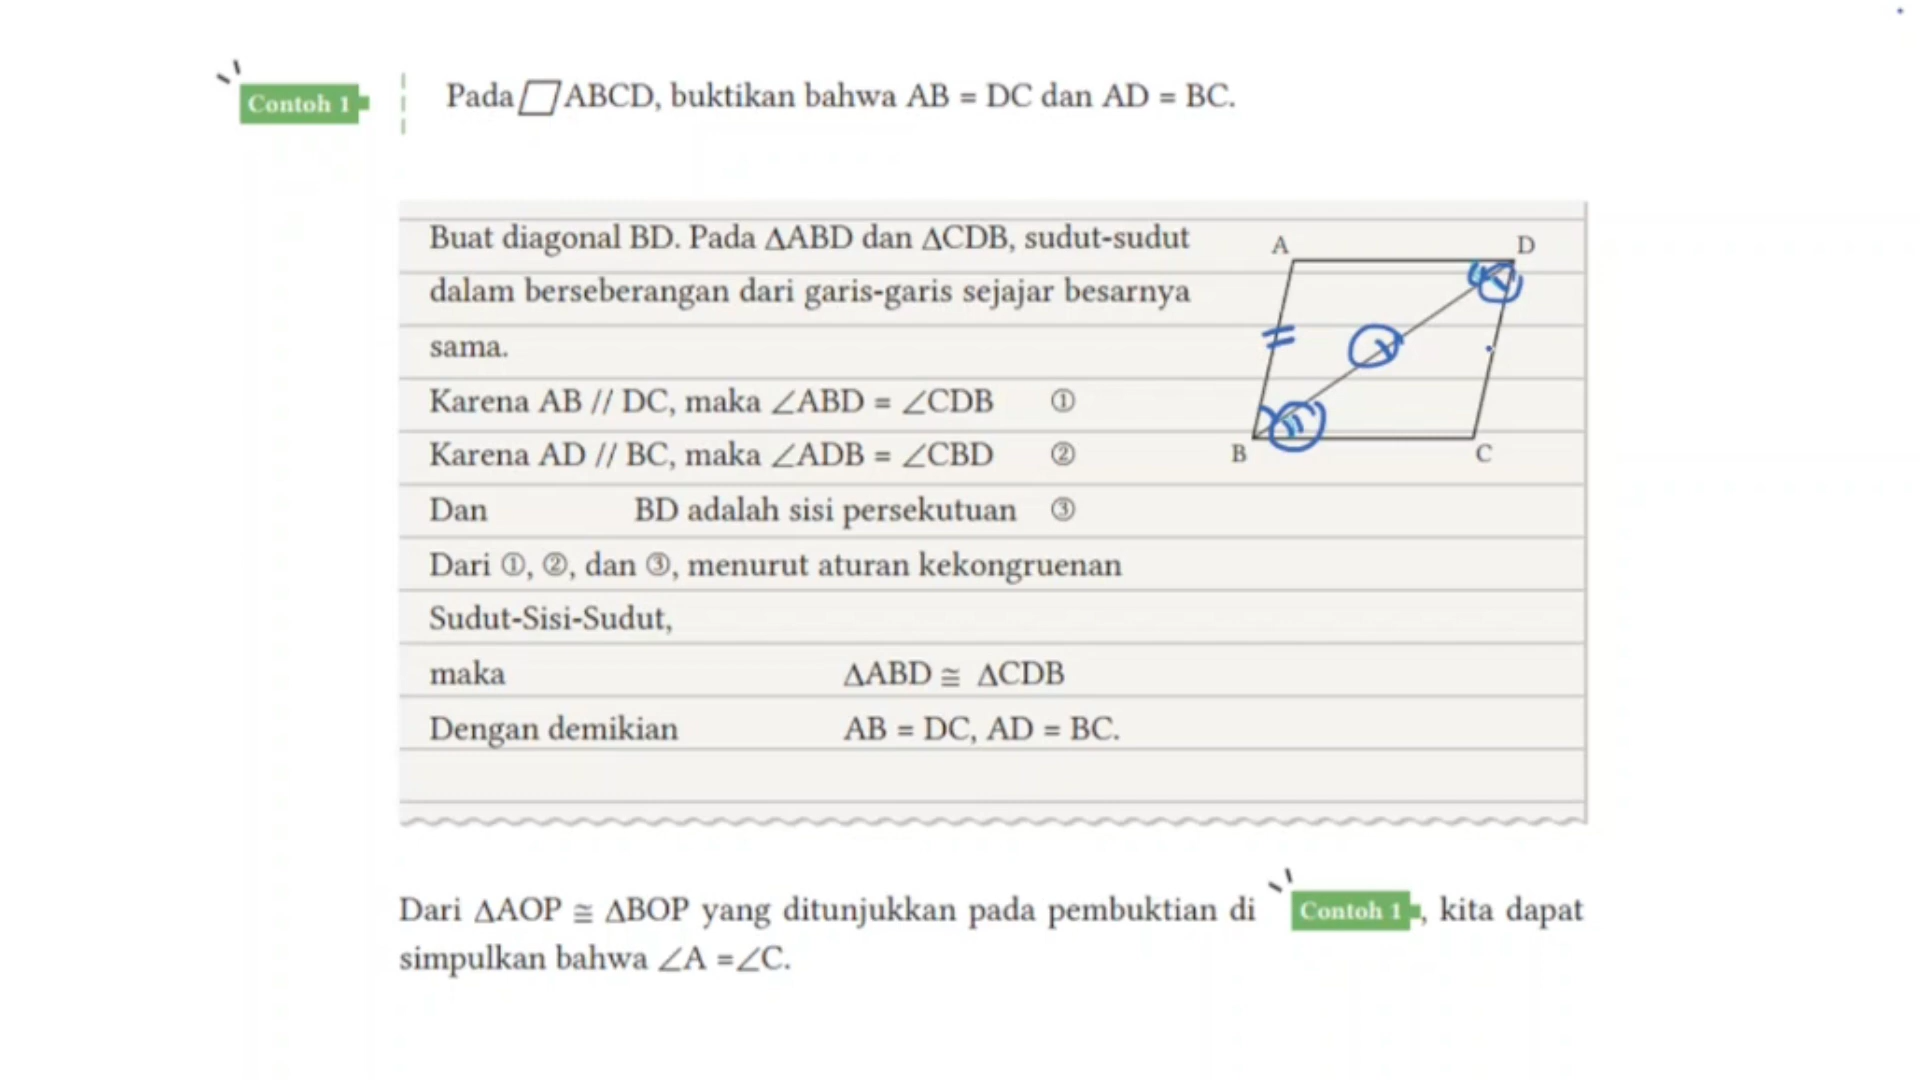 Contoh 1
Pada ▱ABCD, buktikan bahwa AB = DC dan AD = BC.
Buat diagonal BD. Pada ΔABD dan ΔCDB, sudut-sudut
dalam berseberangan dari garis-garis sejajar besarnya
sama.
Karena AB // DC, maka ∠ABD = ∠CDB ①
Karena AD // BC, maka ∠ADB = ∠CBD ②
Dan BD adalah sisi persekutuan ③
Dari ①, ②, dan ③, menurut aturan kekongruenan
Sudut-Sisi-Sudut,
maka ΔABD ≅ ΔCDB
Dengan demikian AB = DC, AD = BC.
A D
B C
Dari ΔAOP ≅ ΔBOP yang ditunjukkan pada pembuktian di Contoh 1, kita dapat
simpulkan bahwa ∠A =∠C.